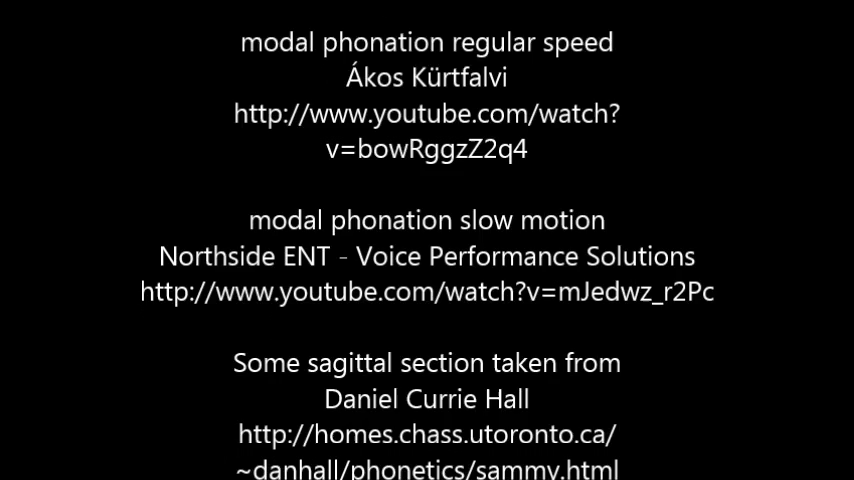 modal phonation regular speed
Ákos Kürtfalvi
http://www.youtube.com/watch?
v=bowRggzZ2q4
modal phonation slow motion
Northside ENT - Voice Performance Solutions
http://www.youtube.com/watch?v=mJedwz_r2Pc
Some sagittal section taken from
Daniel Currie Hall
http://homes.chass.utoronto.ca/
~danhall/phonetics/sammy.html